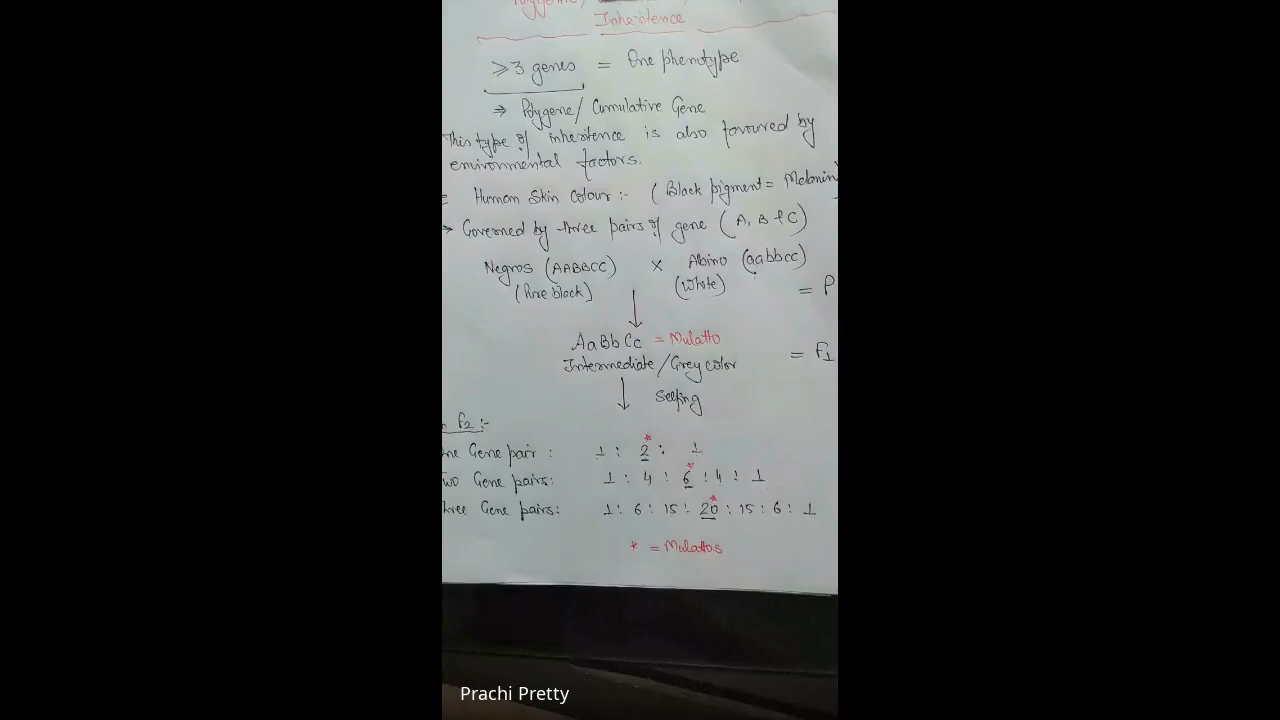 Polygenic/
Inheritence
≥3 genes = One phenotype
⇒ Polygene/ Cumulative Gene
This type of inheritence is also favoured by
environmental factors.
= Human Skin Colour:- (Black pigment = Melanin)
→ Governed by three pairs of gene (A, B & C)
Negros (AABBCC) × Albino (aabbcc)
(Pure black) (White) = P
AaBbCc = Mulatto
Intermediate/Grey color = F1
Selfing
F2:-
Gene pair: 1 : 2* : 1
Two Gene pairs: 1 : 4 : 6* : 4 : 1
Three Gene pairs: 1 : 6 : 15 : 20* : 15 : 6 : 1
* = Mulattos
Prachi Pretty